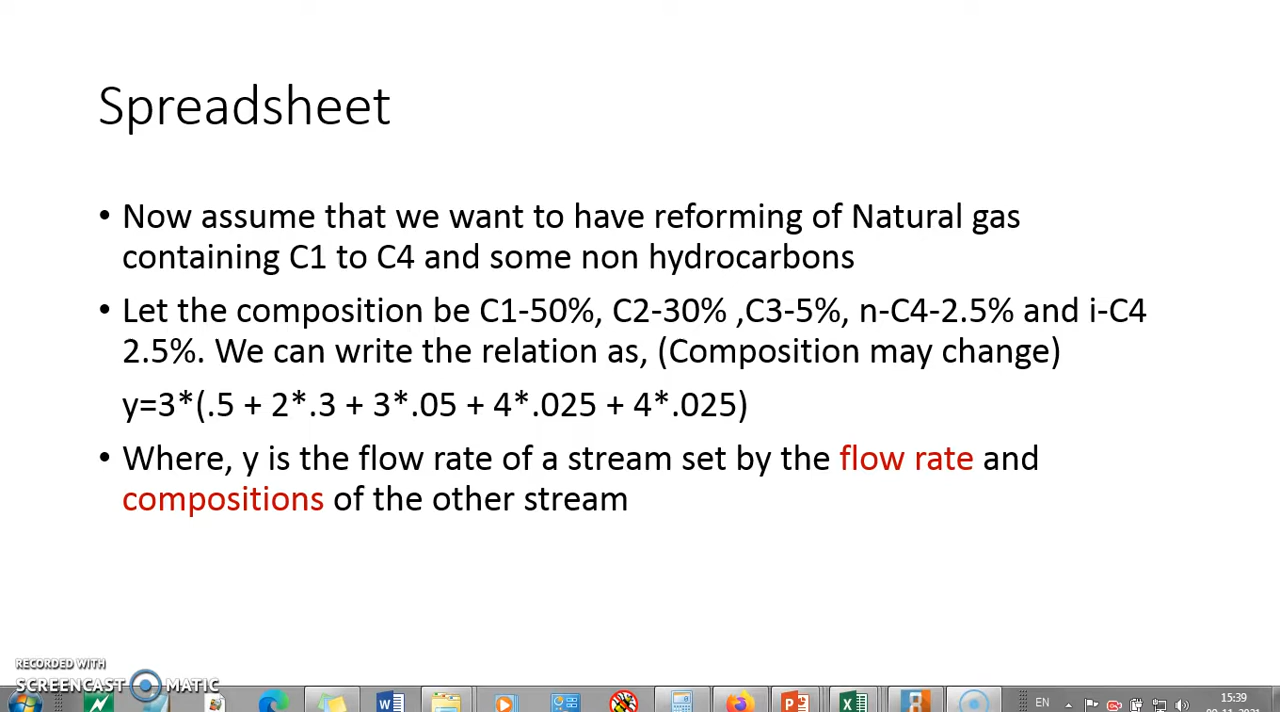 Spreadsheet
• Now assume that we want to have reforming of Natural gas
containing C1 to C4 and some non hydrocarbons
• Let the composition be C1-50%, C2-30% ,C3-5%, n-C4-2.5% and i-C4
2.5%. We can write the relation as, (Composition may change)
y=3*(.5 + 2*.3 + 3*.05 + 4*.025 + 4*.025)
• Where, y is the flow rate of a stream set by the flow rate and
compositions of the other stream
RECORDED WITH
SCREENCAST MATIC
EN
15:39